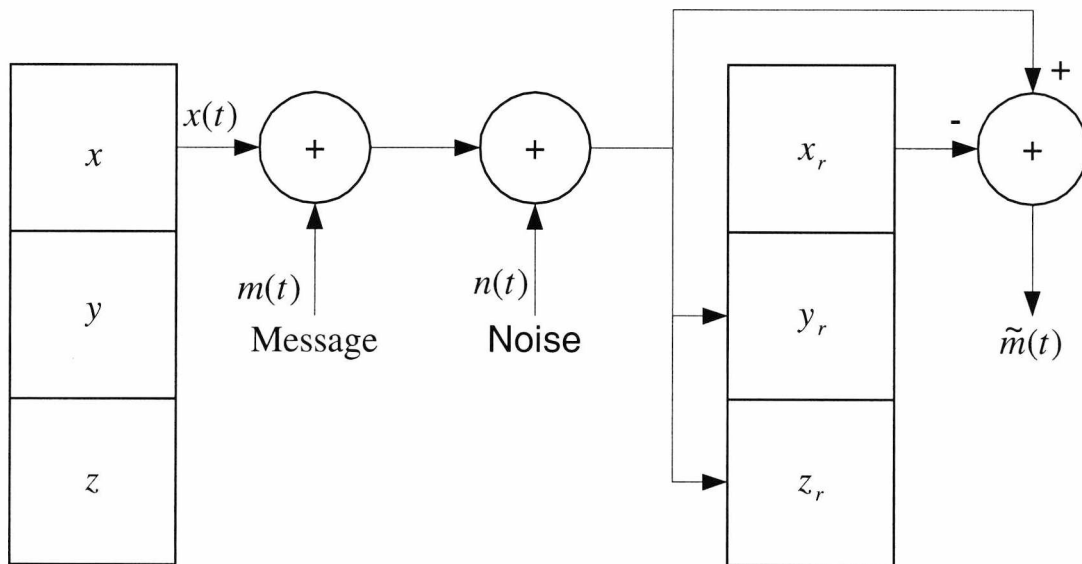 x
y
z
x(t)
+
m(t)
Message
+
n(t)
Noise
x_r
y_r
z_r
-
+
+
m̃(t)